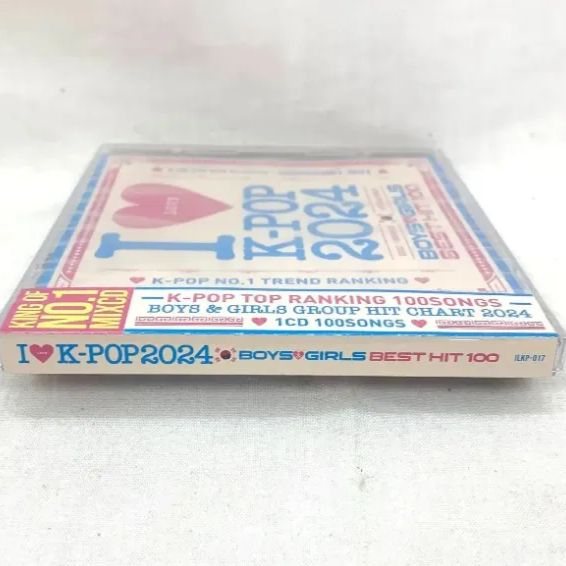 I ♥ K-POP 2024
BOYS ♥ GIRLS
BEST HIT 100
♥ K-POP NO.1 TREND RANKING ♥
KING OF
NO.1
MIXCD
K-POP TOP RANKING 100SONGS
BOYS & GIRLS GROUP HIT CHART 2024
♥ 1CD 100SONGS ♥
I ♥ K-POP2024 BOYS♥GIRLS BEST HIT 100 ILKP-017